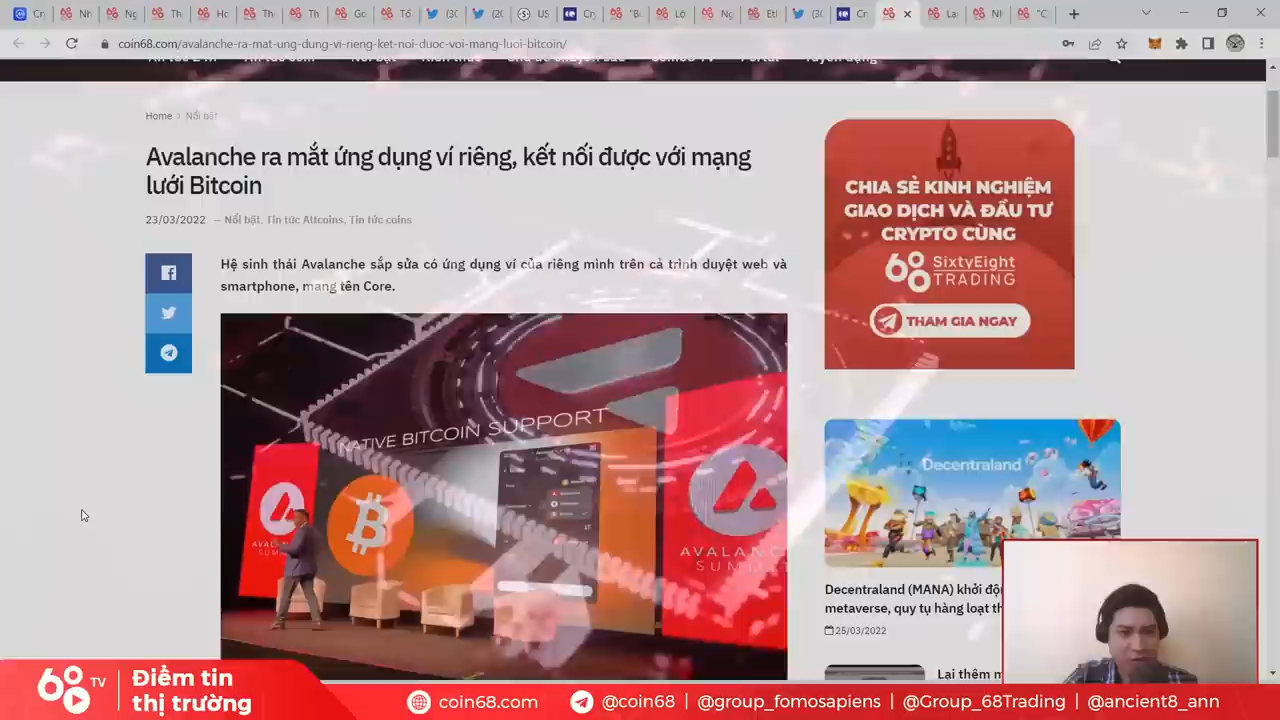 coin68.com/avalanche-ra-mat-ung-dung-vi-rieng-ket-noi-duoc-voi-mang-luoi-bitcoin/
Home > Nổi bật
Avalanche ra mắt ứng dụng ví riêng, kết nối được với mạng
lưới Bitcoin
23/03/2022 – Nổi bật, Tin tức Altcoins, Tin tức coins
Hệ sinh thái Avalanche sắp sửa có ứng dụng ví của riêng mình trên cả trình duyệt web và
smartphone, mang tên Core.
NATIVE BITCOIN SUPPORT
CHIA SẺ KINH NGHIỆM
GIAO DỊCH VÀ ĐẦU TƯ
CRYPTO CÙNG
68 SixtyEight
TRADING
THAM GIA NGAY
Decentraland
Decentraland (MANA) khởi độ
metaverse, quy tụ hàng loạt th
25/03/2022
Lại thêm m
68 TV
Điểm tin
thị trường
coin68.com | @coin68 | @group_fomosapiens | @Group_68Trading | @ancient8_ann